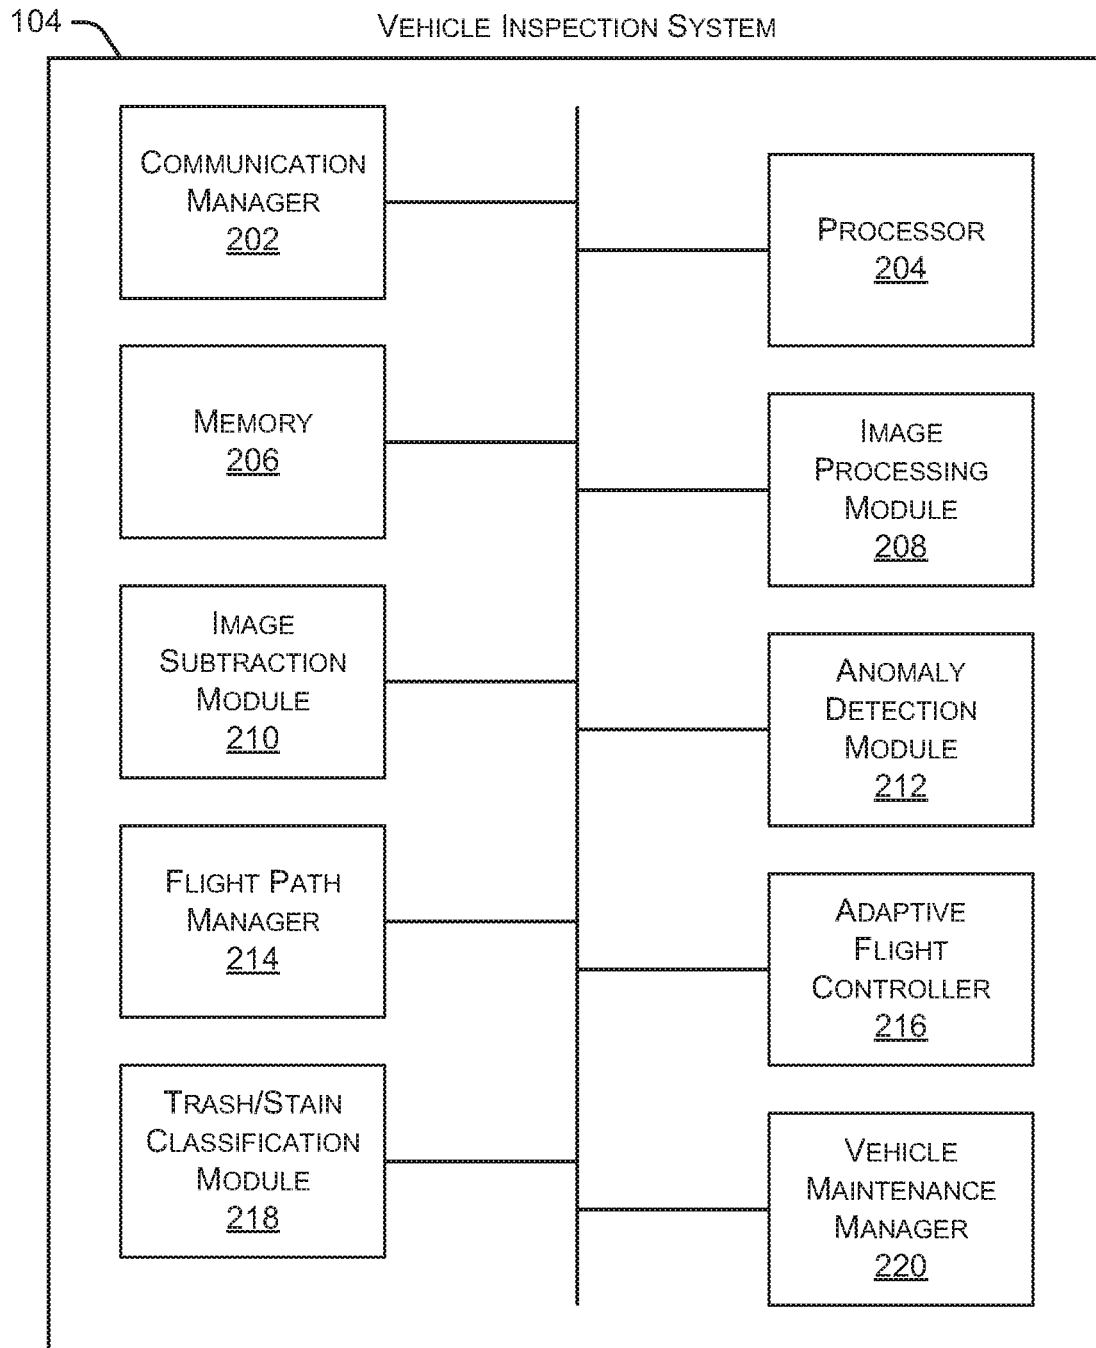 104
VEHICLE INSPECTION SYSTEM
COMMUNICATION
MANAGER
202
PROCESSOR
204
MEMORY
206
IMAGE
PROCESSING
MODULE
208
IMAGE
SUBTRACTION
MODULE
210
ANOMALY
DETECTION
MODULE
212
FLIGHT PATH
MANAGER
214
ADAPTIVE
FLIGHT
CONTROLLER
216
TRASH/STAIN
CLASSIFICATION
MODULE
218
VEHICLE
MAINTENANCE
MANAGER
220